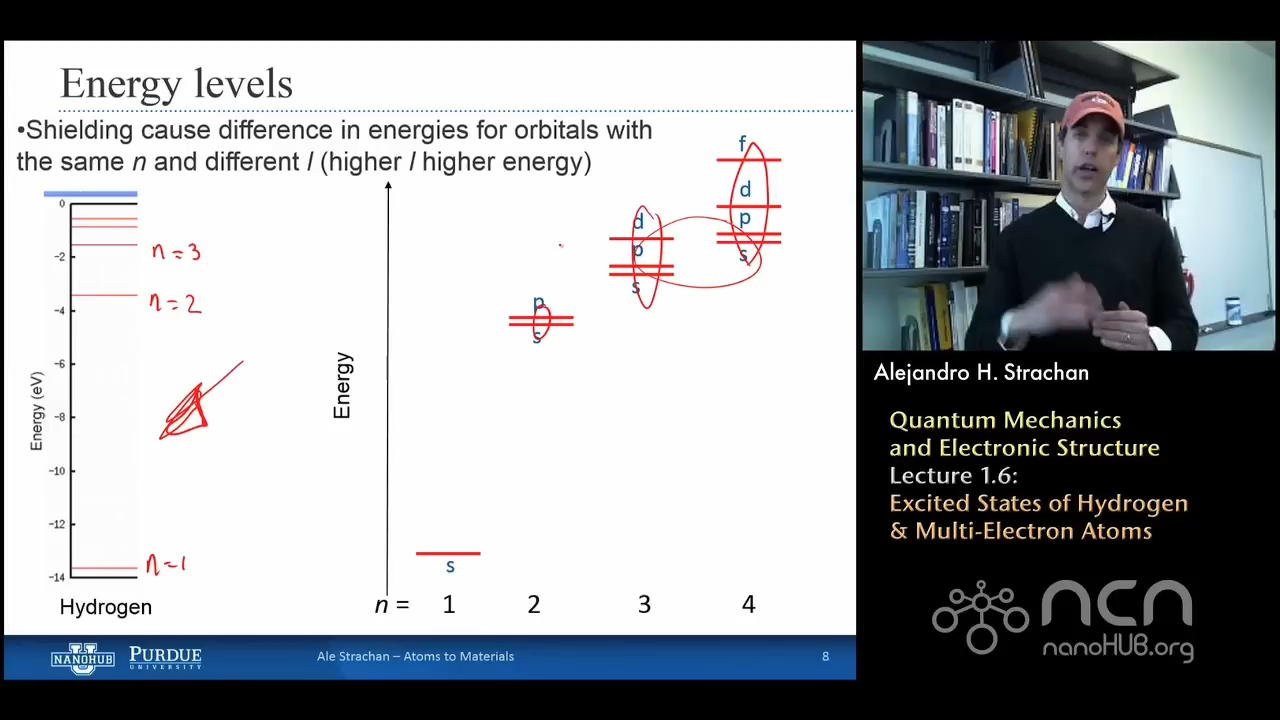 Energy levels
•Shielding cause difference in energies for orbitals with
the same n and different l (higher l higher energy)
0
-2
-4
-6
-8
-10
-12
-14
Energy (eV)
n = 3
n = 2
n = 1
Hydrogen
Energy
s
p
s
d
p
s
f
d
p
s
n = 1 2 3 4
NANOHUB
PURDUE
UNIVERSITY
Ale Strachan – Atoms to Materials
8
Alejandro H. Strachan
Quantum Mechanics
and Electronic Structure
Lecture 1.6:
Excited States of Hydrogen
& Multi-Electron Atoms
ncn
nanoHUB.org